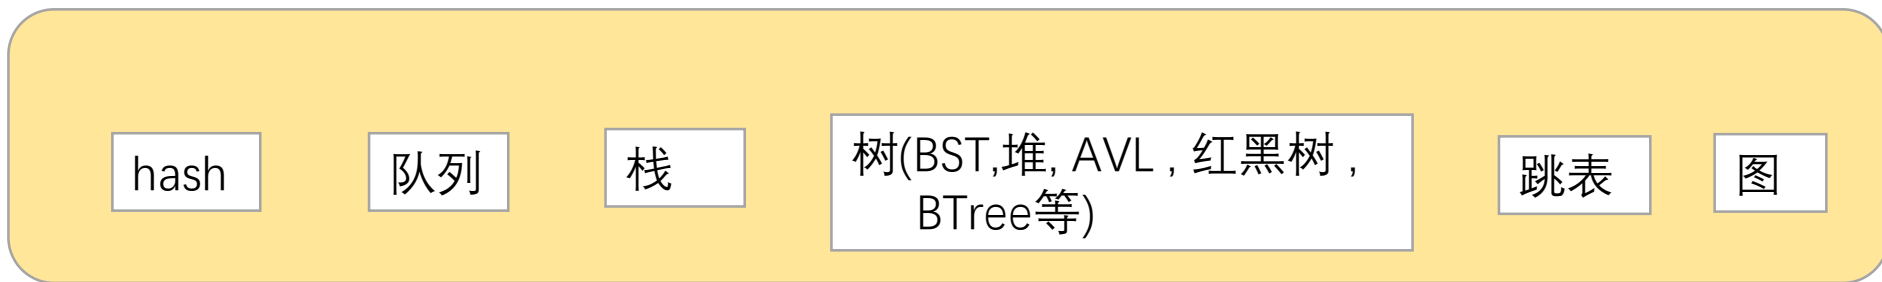 hash
队列
栈
树(BST,堆, AVL , 红黑树 ,
BTree等)
跳表
图